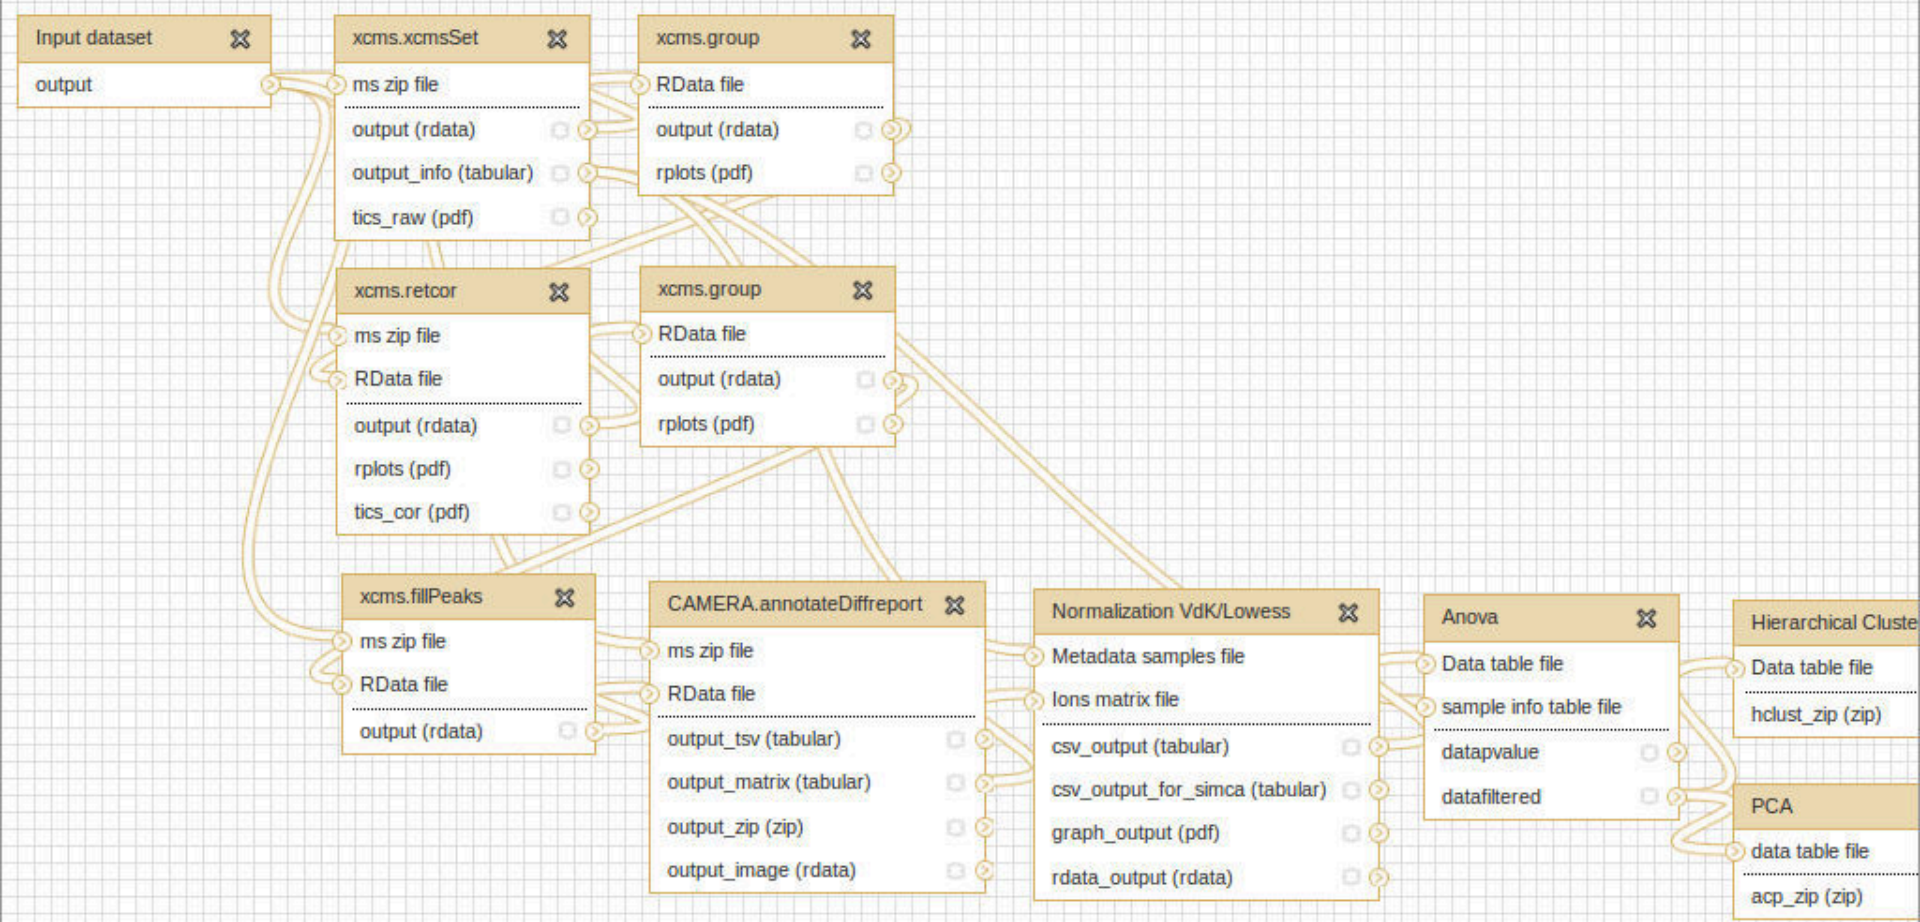 Input dataset
output
xcms.xcmsSet
ms zip file
output (rdata)
output_info (tabular)
tics_raw (pdf)
xcms.group
RData file
output (rdata)
rplots (pdf)
xcms.retcor
ms zip file
RData file
output (rdata)
rplots (pdf)
tics_cor (pdf)
xcms.group
RData file
output (rdata)
rplots (pdf)
xcms.fillPeaks
ms zip file
RData file
output (rdata)
CAMERA.annotateDiffreport
ms zip file
RData file
output_tsv (tabular)
output_matrix (tabular)
output_zip (zip)
output_image (rdata)
Normalization VdK/Lowess
Metadata samples file
Ions matrix file
csv_output (tabular)
csv_output_for_simca (tabular)
graph_output (pdf)
rdata_output (rdata)
Anova
Data table file
sample info table file
datapvalue
datafiltered
Hierarchical Cluste
Data table file
hclust_zip (zip)
PCA
data table file
acp_zip (zip)